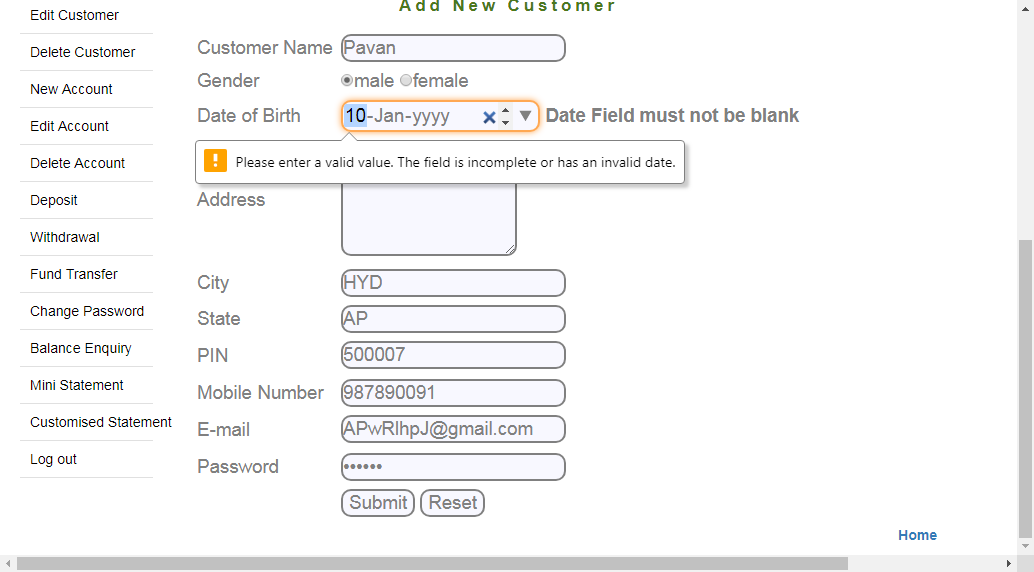 Add New Customer
Edit Customer
Delete Customer
New Account
Edit Account
Delete Account
Deposit
Withdrawal
Fund Transfer
Change Password
Balance Enquiry
Mini Statement
Customised Statement
Log out
Customer Name Pavan
Gender male female
Date of Birth 10-Jan-yyyy Date Field must not be blank
Please enter a valid value. The field is incomplete or has an invalid date.
Address
City HYD
State AP
PIN 500007
Mobile Number 987890091
E-mail APwRlhpJ@gmail.com
Password ••••••
Submit Reset
Home